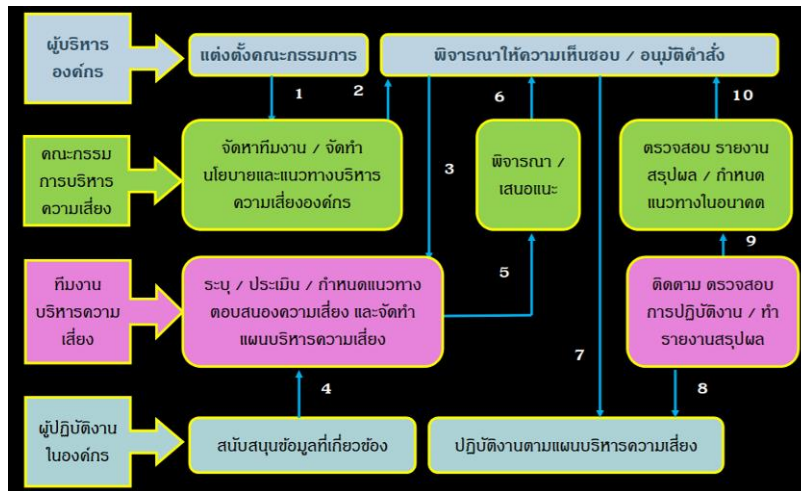 ผู้บริหาร
องค์กร
แต่งตั้งคณะกรรมการ
พิจารณาให้ความเห็นชอบ / อนุมัติคำสั่ง
1
2
6
10
คณะกรรม
การบริหาร
ความเสี่ยง
จัดหาทีมงาน / จัดทำ
นโยบายและแนวทางบริหาร
ความเสี่ยงองค์กร
3
พิจารณา /
เสนอแนะ
ตรวจสอบ รายงาน
สรุปผล / กำหนด
แนวทางในอนาคต
9
ทีมงาน
บริหารความ
เสี่ยง
ระบุ / ประเมิน / กำหนดแนวทาง
ตอบสนองความเสี่ยง และจัดทำ
แผนบริหารความเสี่ยง
5
ติดตาม ตรวจสอบ
การปฏิบัติงาน / ทำ
รายงานสรุปผล
4
7
8
ผู้ปฏิบัติงาน
ในองค์กร
สนับสนุนข้อมูลที่เกี่ยวข้อง
ปฏิบัติงานตามแผนบริหารความเสี่ยง